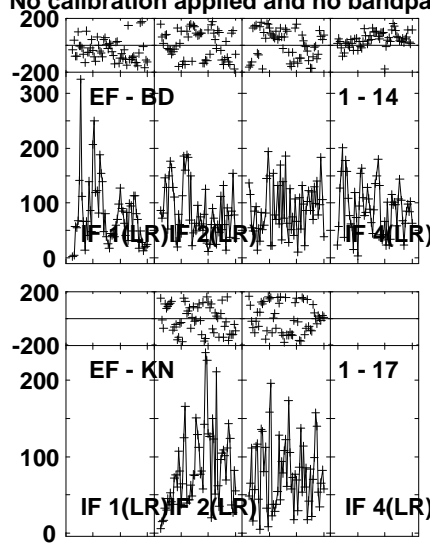 No calibration applied and no bandpa
200
-200
300
EF - BD 1 - 14
200
100
IF 1(LR) IF 2(LR) IF 4(LR)
0
200
-200
EF - KN 1 - 17
200
100
IF 1(LR) IF 2(LR) IF 4(LR)
0